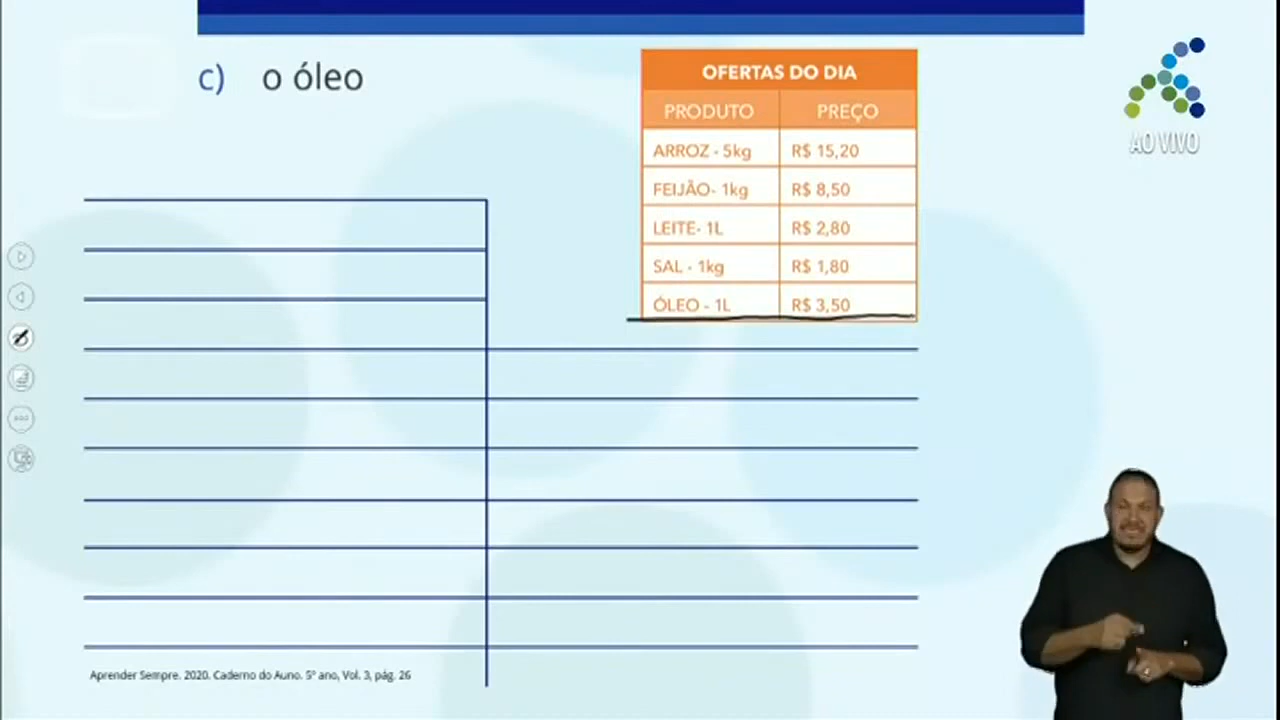 c) o óleo
OFERTAS DO DIA
PRODUTO PREÇO
ARROZ - 5kg R$ 15,20
FEIJÃO- 1kg R$ 8,50
LEITE- 1L R$ 2,80
SAL - 1kg R$ 1,80
ÓLEO - 1L R$ 3,50
AO VIVO
Aprender Sempre. 2020. Caderno do Auno. 5º ano, Vol. 3, pág. 26